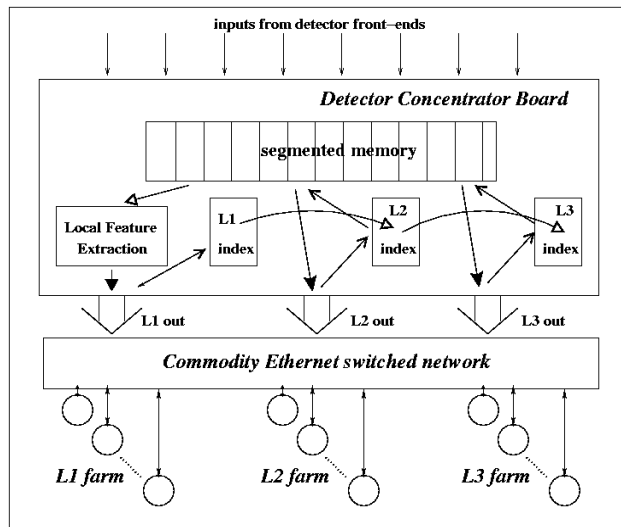 inputs from detector front–ends
Detector Concentrator Board
segmented memory
Local Feature
Extraction
L1
index
L2
index
L3
index
L1 out
L2 out
L3 out
Commodity Ethernet switched network
L1 farm
L2 farm
L3 farm